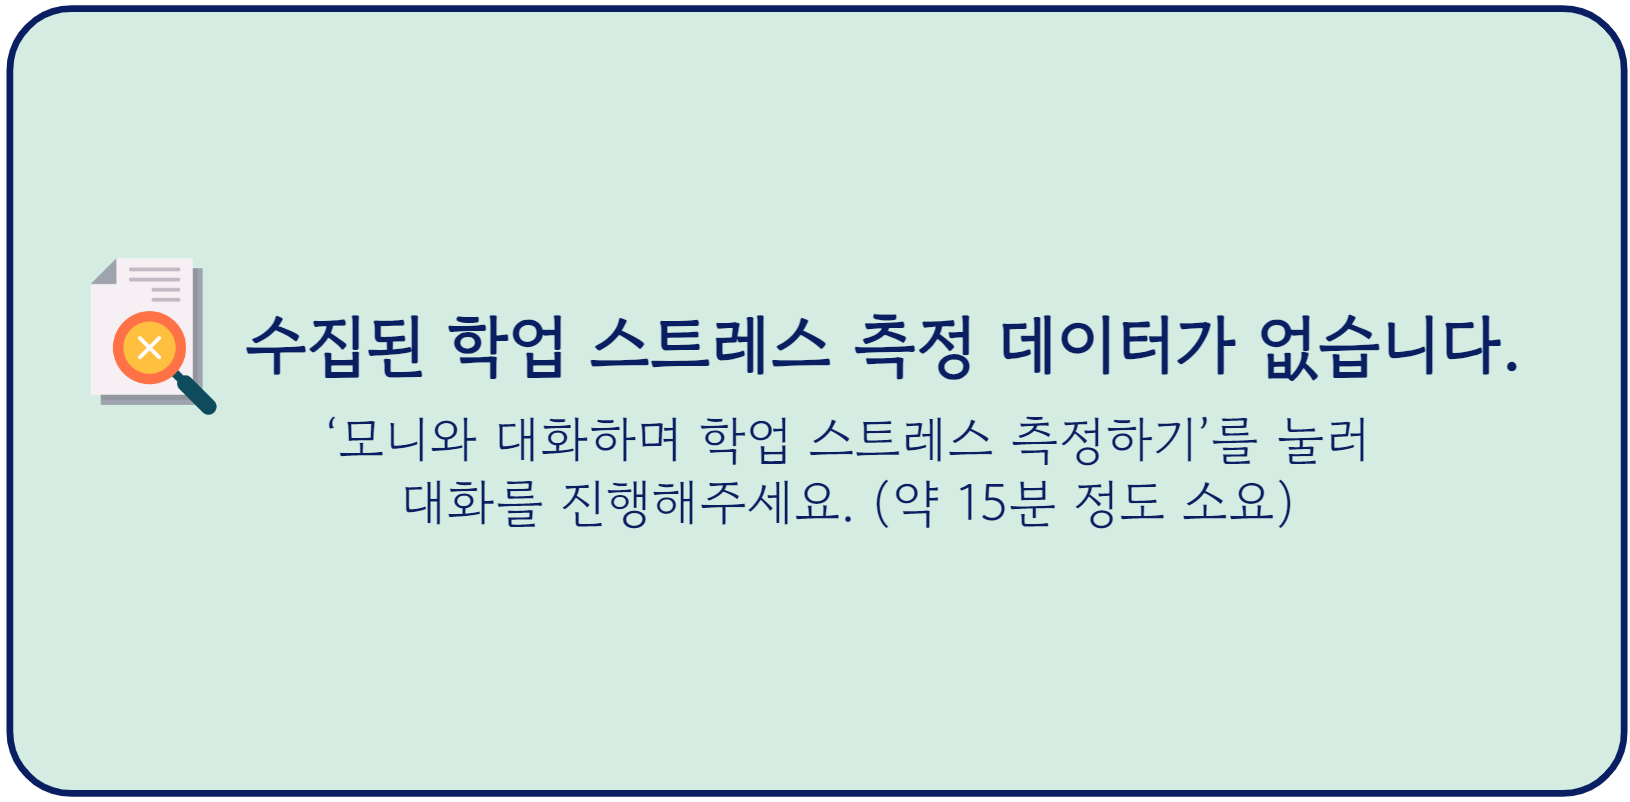 수집된 학업 스트레스 측정 데이터가 없습니다.
‘모니와 대화하며 학업 스트레스 측정하기’를 눌러
대화를 진행해주세요. (약 15분 정도 소요)